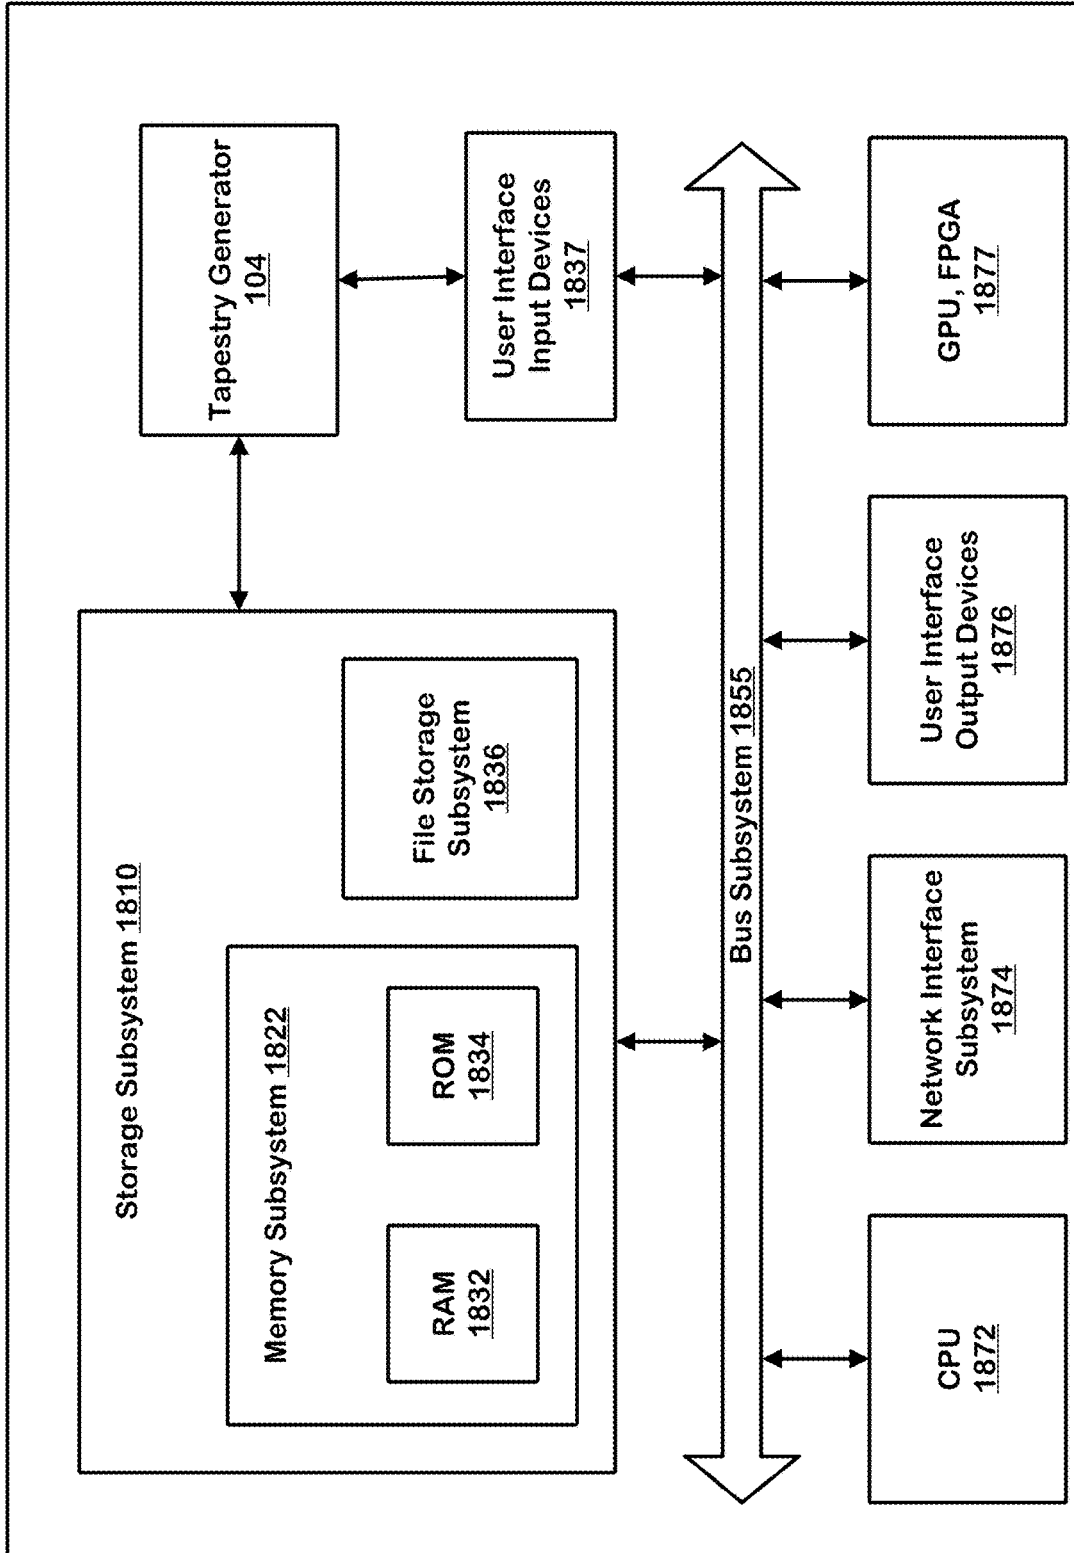 Storage Subsystem 1810
Memory Subsystem 1822
RAM
1832
ROM
1834
File Storage
Subsystem
1836
Tapestry Generator
104
User Interface
Input Devices
1837
Bus Subsystem 1855
CPU
1872
Network Interface
Subsystem
1874
User Interface
Output Devices
1876
GPU, FPGA
1877